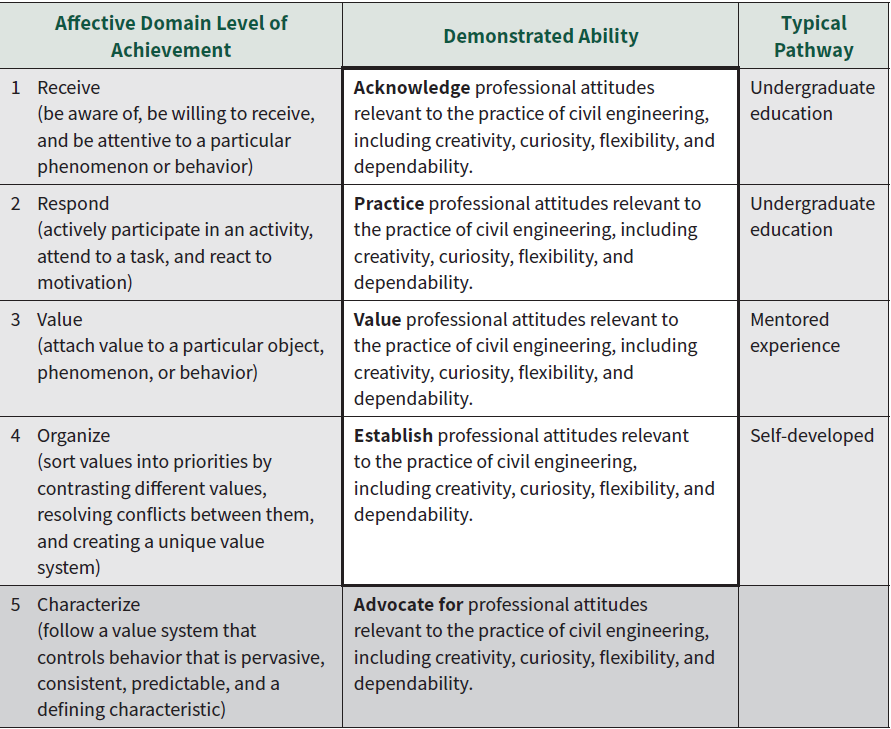 Affective Domain Level of
Achievement
Demonstrated Ability
Typical
Pathway
1 Receive
(be aware of, be willing to receive,
and be attentive to a particular
phenomenon or behavior)
Acknowledge professional attitudes
relevant to the practice of civil engineering,
including creativity, curiosity, flexibility, and
dependability.
Undergraduate
education
2 Respond
(actively participate in an activity,
attend to a task, and react to
motivation)
Practice professional attitudes relevant to
the practice of civil engineering, including
creativity, curiosity, flexibility, and
dependability.
Undergraduate
education
3 Value
(attach value to a particular object,
phenomenon, or behavior)
Value professional attitudes relevant to
the practice of civil engineering, including
creativity, curiosity, flexibility, and
dependability.
Mentored
experience
4 Organize
(sort values into priorities by
contrasting different values,
resolving conflicts between them,
and creating a unique value
system)
Establish professional attitudes relevant
to the practice of civil engineering,
including creativity, curiosity, flexibility, and
dependability.
Self-developed
5 Characterize
(follow a value system that
controls behavior that is pervasive,
consistent, predictable, and a
defining characteristic)
Advocate for professional attitudes
relevant to the practice of civil engineering,
including creativity, curiosity, flexibility, and
dependability.